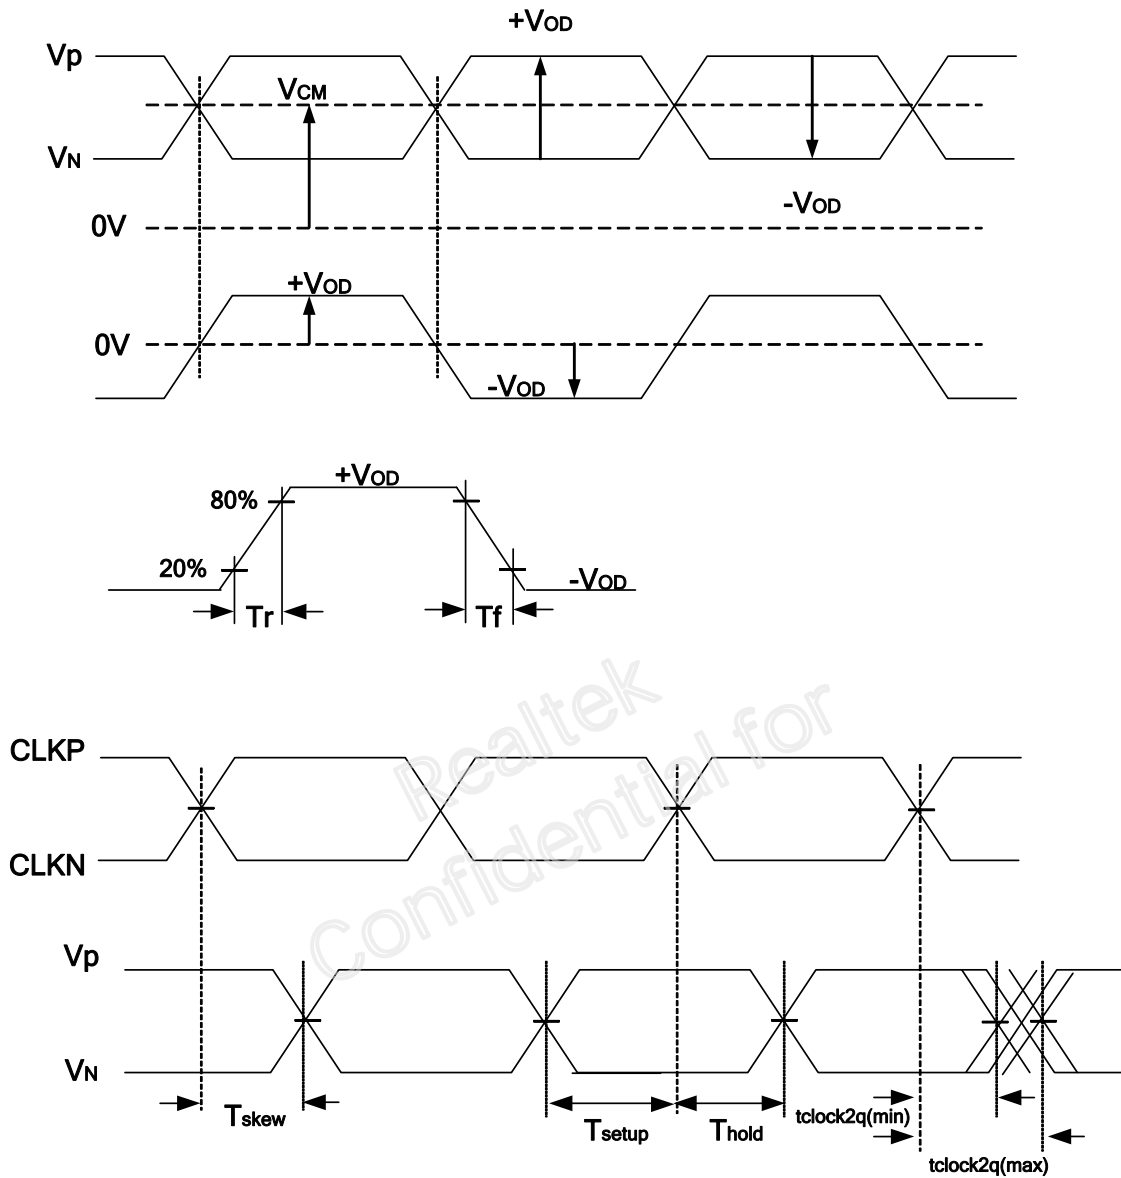 +VOD
Vp
VCM
VN
-VOD
0V
+VOD
0V
-VOD
+VOD
80%
20%
-VOD
Tr
Tf
Realtek
Confidential for
CLKP
CLKN
Vp
VN
Tskew
Tsetup
Thold
tclock2q(min)
tclock2q(max)